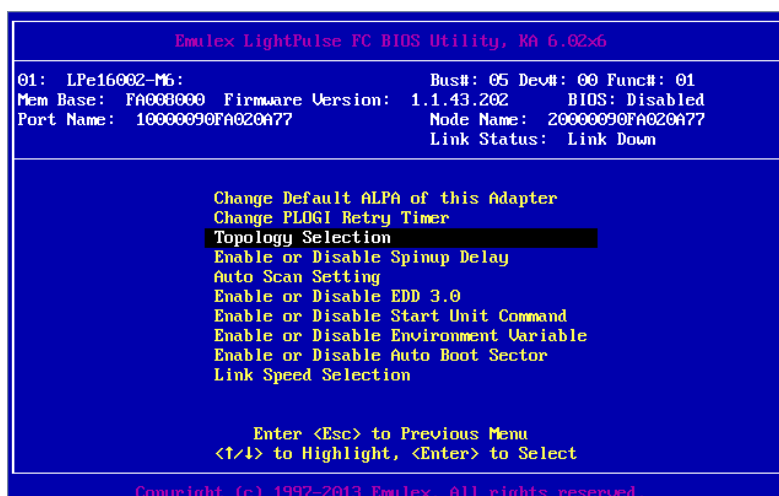 Emulex LightPulse FC BIOS Utility, KA 6.02x6
01: LPe16002-M6: Bus#: 05 Dev#: 00 Func#: 01
Mem Base: FA008000 Firmware Version: 1.1.43.202 BIOS: Disabled
Port Name: 10000090FA020A77 Node Name: 20000090FA020A77
Link Status: Link Down
Change Default ALPA of this Adapter
Change PLOGI Retry Timer
Topology Selection
Enable or Disable Spinup Delay
Auto Scan Setting
Enable or Disable EDD 3.0
Enable or Disable Start Unit Command
Enable or Disable Environment Variable
Enable or Disable Auto Boot Sector
Link Speed Selection
Enter <Esc> to Previous Menu
<↑/↓> to Highlight, <Enter> to Select
Copyright (c) 1997-2013 Emulex. All rights reserved